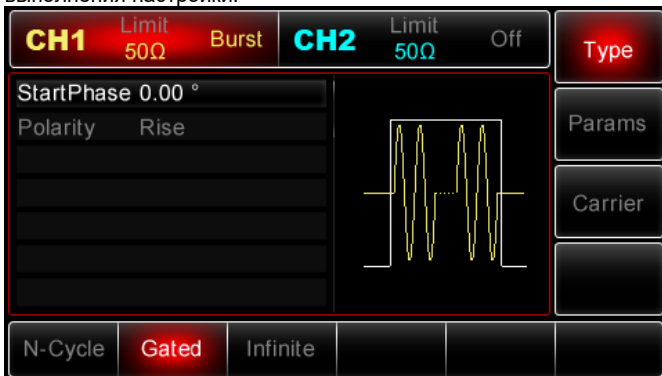 выполнения настройки.
CH1 Limit 50Ω Burst CH2 Limit 50Ω Off Type
StartPhase 0.00 °
Polarity Rise
Params
Carrier
N-Cycle Gated Infinite